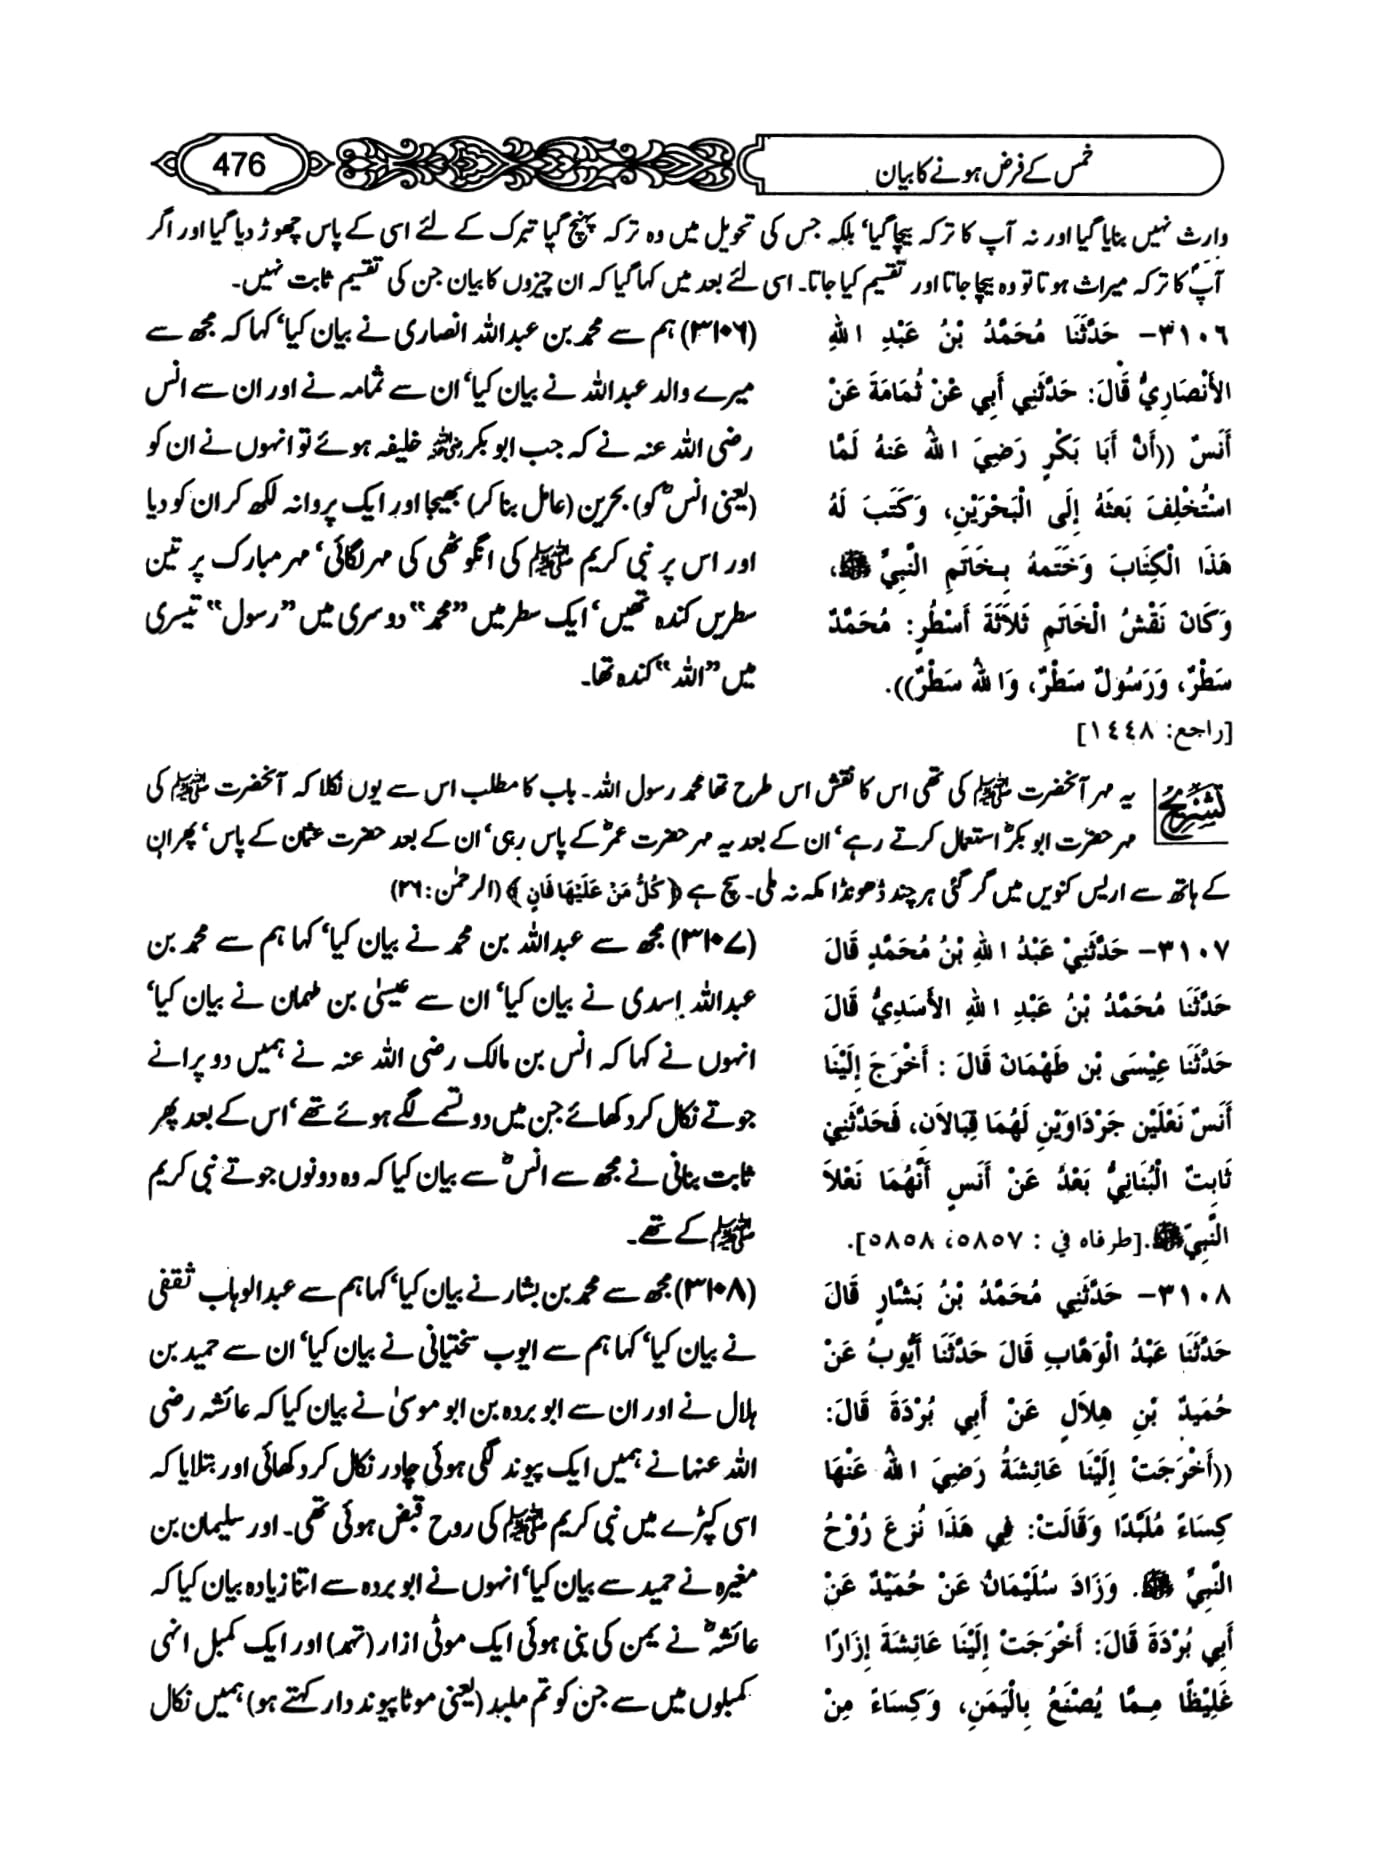 خمس کے فرض ہونے کا بیان
476
وارث نہیں بنایا گیا اور نہ آپ کا ترکہ بیچا گیا' بلکہ جس کی تحویل میں وہ ترکہ پہنچ گیا تبرک کے لئے اسی کے پاس چھوڑ دیا گیا اور اگر
آپؐ کا ترکہ میراث ہوتا تو وہ بیچا جاتا اور تقسیم کیا جاتا۔ اسی لئے بعد میں کہا گیا کہ ان چیزوں کا بیان جن کی تقسیم ثابت نہیں۔
٣١٠٦- حَدَّثَنَا مُحَمَّدُ بْنُ عَبْدِ اللهِ
الأَنْصَارِيُّ قَالَ: حَدَّثَنِي أَبِي عَنْ ثُمَامَةَ عَنْ
أَنَسٌ ((أَنَّ أَبَا بَكْرٍ رَضِيَ اللهُ عَنهُ لَمَّا
اسْتُخْلِفَ بَعَثَهُ إِلَى الْبَحْرَيْنِ، وَكَتَبَ لَهُ
هَذَا الْكِتَابَ وَخَتَمهُ بِخَاتَمِ النَّبِيِّ ﷺ،
وَكَانَ نَقْشُ الْخَاتَمِ ثَلاَثَةَ أَسْطُرٍ: مُحَمَّدٌ
سَطْرٌ، وَرَسُولٌ سَطْرٌ، وَاللهُ سَطْرٌ)).
[راجع: ١٤٤٨]
(۳۱۰۶) ہم سے محمد بن عبداللہ انصاری نے بیان کیا' کہا کہ مجھ سے
میرے والد عبداللہ نے بیان کیا' ان سے ثمامہ نے اور ان سے انس
رضی اللہ عنہ نے کہ جب ابوبکر رضی اللہ عنہ خلیفہ ہوئے تو انہوں نے ان کو
(یعنی انسؓ کو) بحرین (عامل بنا کر) بھیجا اور ایک پروانہ لکھ کر ان کو دیا
اور اس پر نبی کریم ﷺ کی انگوٹھی کی مہر لگائی' مہر مبارک پر تین
سطریں کندہ تھیں' ایک سطر میں "محمد" دوسری میں "رسول" تیسری
میں "اللہ" کندہ تھا۔
تشریح
یہ مہر آنحضرت ﷺ کی تھی اس کا نقش اس طرح تھا محمد رسول اللہ۔ باب کا مطلب اس سے یوں نکلا کہ آنحضرت ﷺ کی
مہر حضرت ابوبکرؓ استعمال کرتے رہے' ان کے بعد یہ مہر حضرت عمرؓ کے پاس رہی' ان کے بعد حضرت عثمان کے پاس' پھر ان
کے ہاتھ سے اریس کنویں میں گر گئی ہر چند ڈھونڈا مگر نہ ملی۔ سچ ہے ﴿ كُلُّ مَنْ عَلَيْهَا فَانٍ ﴾ (الرحمٰن: ۲۶)
٣١٠٧- حَدَّثَنِيْ عَبْدُ اللهِ بْنُ مُحَمَّدٍ قَالَ
حَدَّثَنَا مُحَمَّدُ بْنُ عَبْدِ اللهِ الأَسَدِيُّ قَالَ
حَدَّثَنَا عِيْسَى بْن طَهْمَانَ قَالَ : أَخْرَجَ إِلَيْنَا
أَنَسٌ نَعْلَيْن جَرْدَاوَيْنِ لَهُمَا قِبَالاَن، فَحَدَّثَنِي
ثَابِتٌ الْبُنَانِيُّ بَعْدُ عَنْ أَنَسٍ أَنَّهُمَا نَعْلاَ
النَّبِيِّ ﷺ.[طرفاه في : ٥٨٥٧، ٥٨٥٨].
(۳۱۰۷) مجھ سے عبداللہ بن محمد نے بیان کیا' کہا ہم سے محمد بن
عبداللہ اسدی نے بیان کیا' ان سے عیسیٰ بن طہمان نے بیان کیا'
انہوں نے کہا کہ انس بن مالک رضی اللہ عنہ نے ہمیں دو پرانے
جوتے نکال کر دکھائے جن میں دو تسمے لگے ہوئے تھے' اس کے بعد پھر
ثابت بنانی نے مجھ سے انسؓ سے بیان کیا کہ وہ دونوں جوتے نبی کریم
ﷺ کے تھے۔
٣١٠٨- حَدَّثَنِي مُحَمَّدُ بْنُ بَشَّارٍ قَالَ
حَدَّثَنَا عَبْدُ الْوَهَّابِ قَالَ حَدَّثَنَا أَيُّوبُ عَنْ
حُمَيدٌ بْنِ هِلاَلٍ عَنْ أَبِي بُرْدَةَ قَالَ:
((أَخْرَجَتْ إِلَيْنَا عَائِشَةُ رَضِيَ اللهُ عَنْهَا
كِسَاءً مُلَبَّدًا وَقَالَتْ: فِي هَذَا نُزِعَ رُوْحُ
النَّبِيِّ ﷺ. وَزَادَ سُلَيْمَانُ عَنْ حُمَيْدٌ عَنْ
أَبِي بُرْدَةَ قَالَ: أَخْرَجَتْ إِلَيْنَا عَائِشَةَ إِزَارًا
غَلِيْظًا مِمَّا يُصْنَعُ بِالْيَمَنِ، وَكِسَاءً مِنْ
(۳۱۰۸) مجھ سے محمد بن بشار نے بیان کیا' کہا ہم سے عبدالوہاب ثقفی
نے بیان کیا' کہا ہم سے ایوب سختیانی نے بیان کیا' ان سے حمید بن
ہلال نے اور ان سے ابوبردہ بن ابوموسیٰ نے بیان کیا کہ عائشہ رضی
اللہ عنہا نے ہمیں ایک پیوند لگی ہوئی چادر نکال کر دکھائی اور بتلایا کہ
اسی کپڑے میں نبی کریم ﷺ کی روح قبض ہوئی تھی۔ اور سلیمان بن
مغیرہ نے حمید سے بیان کیا' انہوں نے ابوبردہ سے اتنا زیادہ بیان کیا کہ
عائشہؓ نے یمن کی بنی ہوئی ایک موٹی ازار (تہمد) اور ایک کمبل انہی
کمبلوں میں سے جن کو تم ملبد (یعنی موٹا پیوند دار کہتے ہو) ہمیں نکال